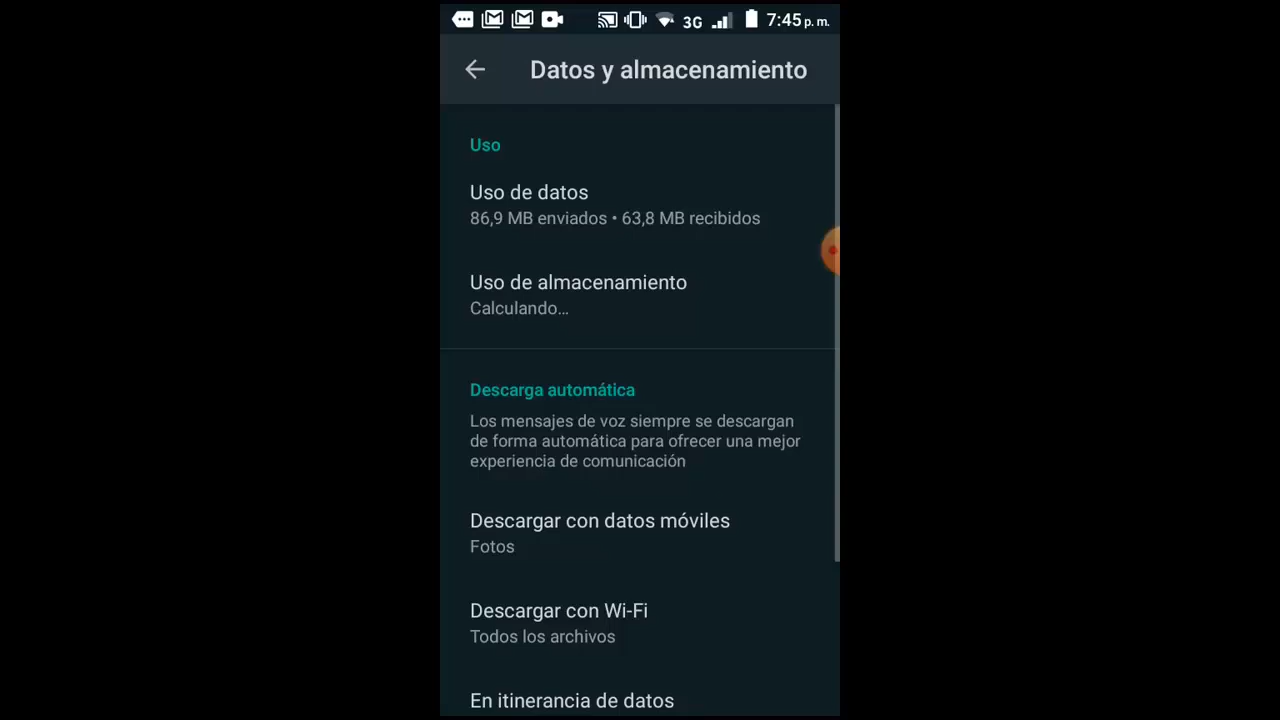 3G 7:45 p. m.
Datos y almacenamiento
Uso
Uso de datos
86,9 MB enviados • 63,8 MB recibidos
Uso de almacenamiento
Calculando…
Descarga automática
Los mensajes de voz siempre se descargan
de forma automática para ofrecer una mejor
experiencia de comunicación
Descargar con datos móviles
Fotos
Descargar con Wi-Fi
Todos los archivos
En itinerancia de datos